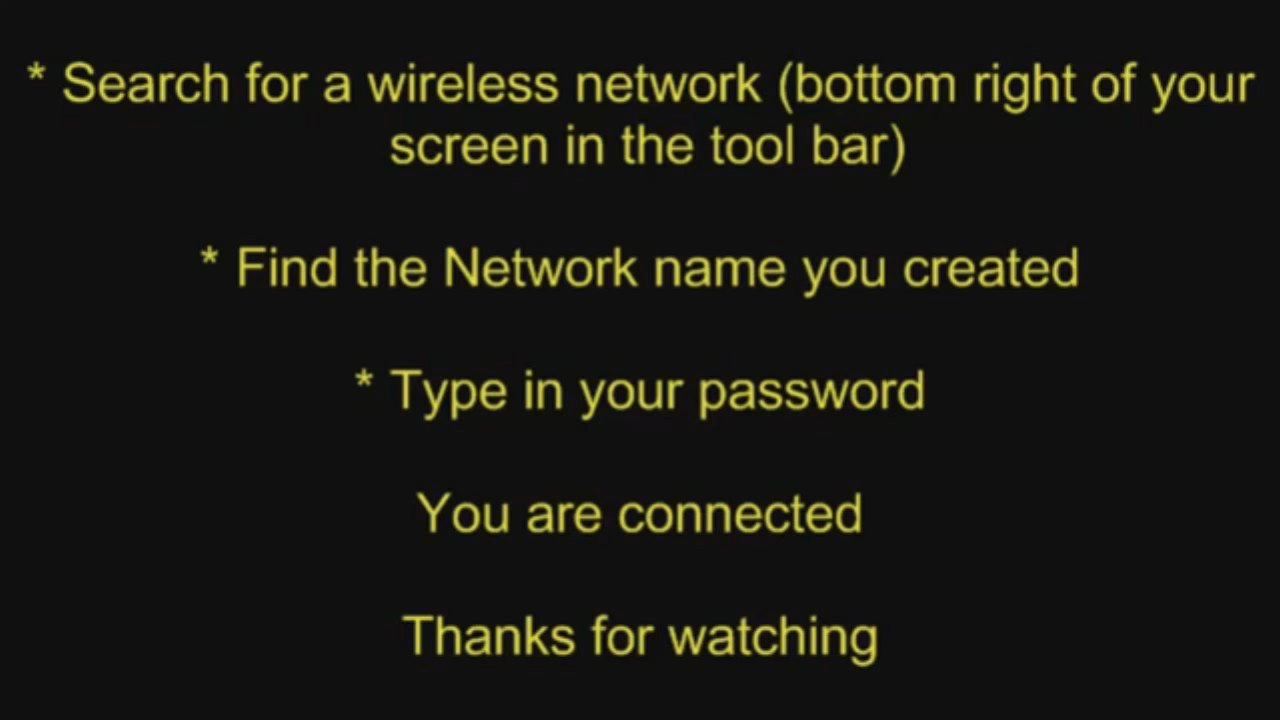 * Search for a wireless network (bottom right of your
screen in the tool bar)
* Find the Network name you created
* Type in your password
You are connected
Thanks for watching